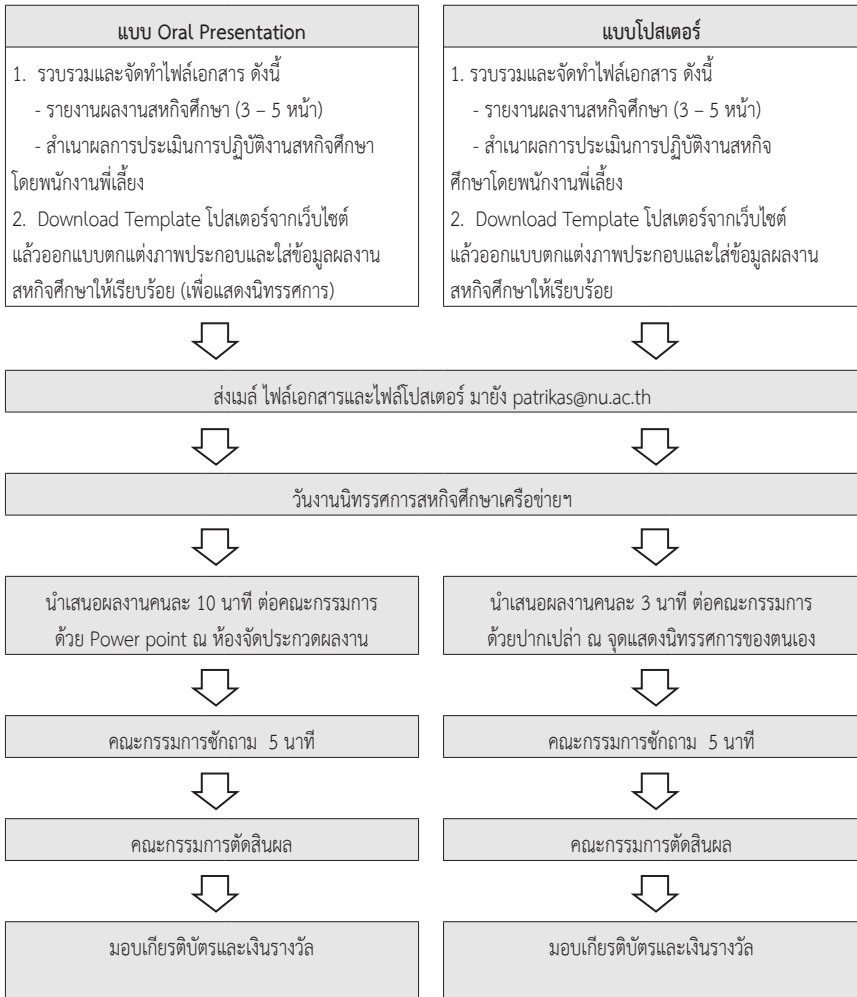 แบบ Oral Presentation
1. รวบรวมและจัดทำไฟล์เอกสาร ดังนี้
- รายงานผลงานสหกิจศึกษา (3 – 5 หน้า)
- สำเนาผลการประเมินการปฏิบัติงานสหกิจศึกษา
โดยพนักงานพี่เลี้ยง
2. Download Template โปสเตอร์จากเว็บไซต์
แล้วออกแบบตกแต่งภาพประกอบและใส่ข้อมูลผลงาน
สหกิจศึกษาให้เรียบร้อย (เพื่อแสดงนิทรรศการ)
แบบโปสเตอร์
1. รวบรวมและจัดทำไฟล์เอกสาร ดังนี้
- รายงานผลงานสหกิจศึกษา (3 – 5 หน้า)
- สำเนาผลการประเมินการปฏิบัติงานสหกิจ
ศึกษาโดยพนักงานพี่เลี้ยง
2. Download Template โปสเตอร์จากเว็บไซต์
แล้วออกแบบตกแต่งภาพประกอบและใส่ข้อมูลผลงาน
สหกิจศึกษาให้เรียบร้อย
ส่งเมล์ ไฟล์เอกสารและไฟล์โปสเตอร์ มายัง patrikas@nu.ac.th
วันงานนิทรรศการสหกิจศึกษาเครือข่ายฯ
นำเสนอผลงานคนละ 10 นาที ต่อคณะกรรมการ
ด้วย Power point ณ ห้องจัดประกวดผลงาน
นำเสนอผลงานคนละ 3 นาที ต่อคณะกรรมการ
ด้วยปากเปล่า ณ จุดแสดงนิทรรศการของตนเอง
คณะกรรมการซักถาม 5 นาที
คณะกรรมการซักถาม 5 นาที
คณะกรรมการตัดสินผล
คณะกรรมการตัดสินผล
มอบเกียรติบัตรและเงินรางวัล
มอบเกียรติบัตรและเงินรางวัล